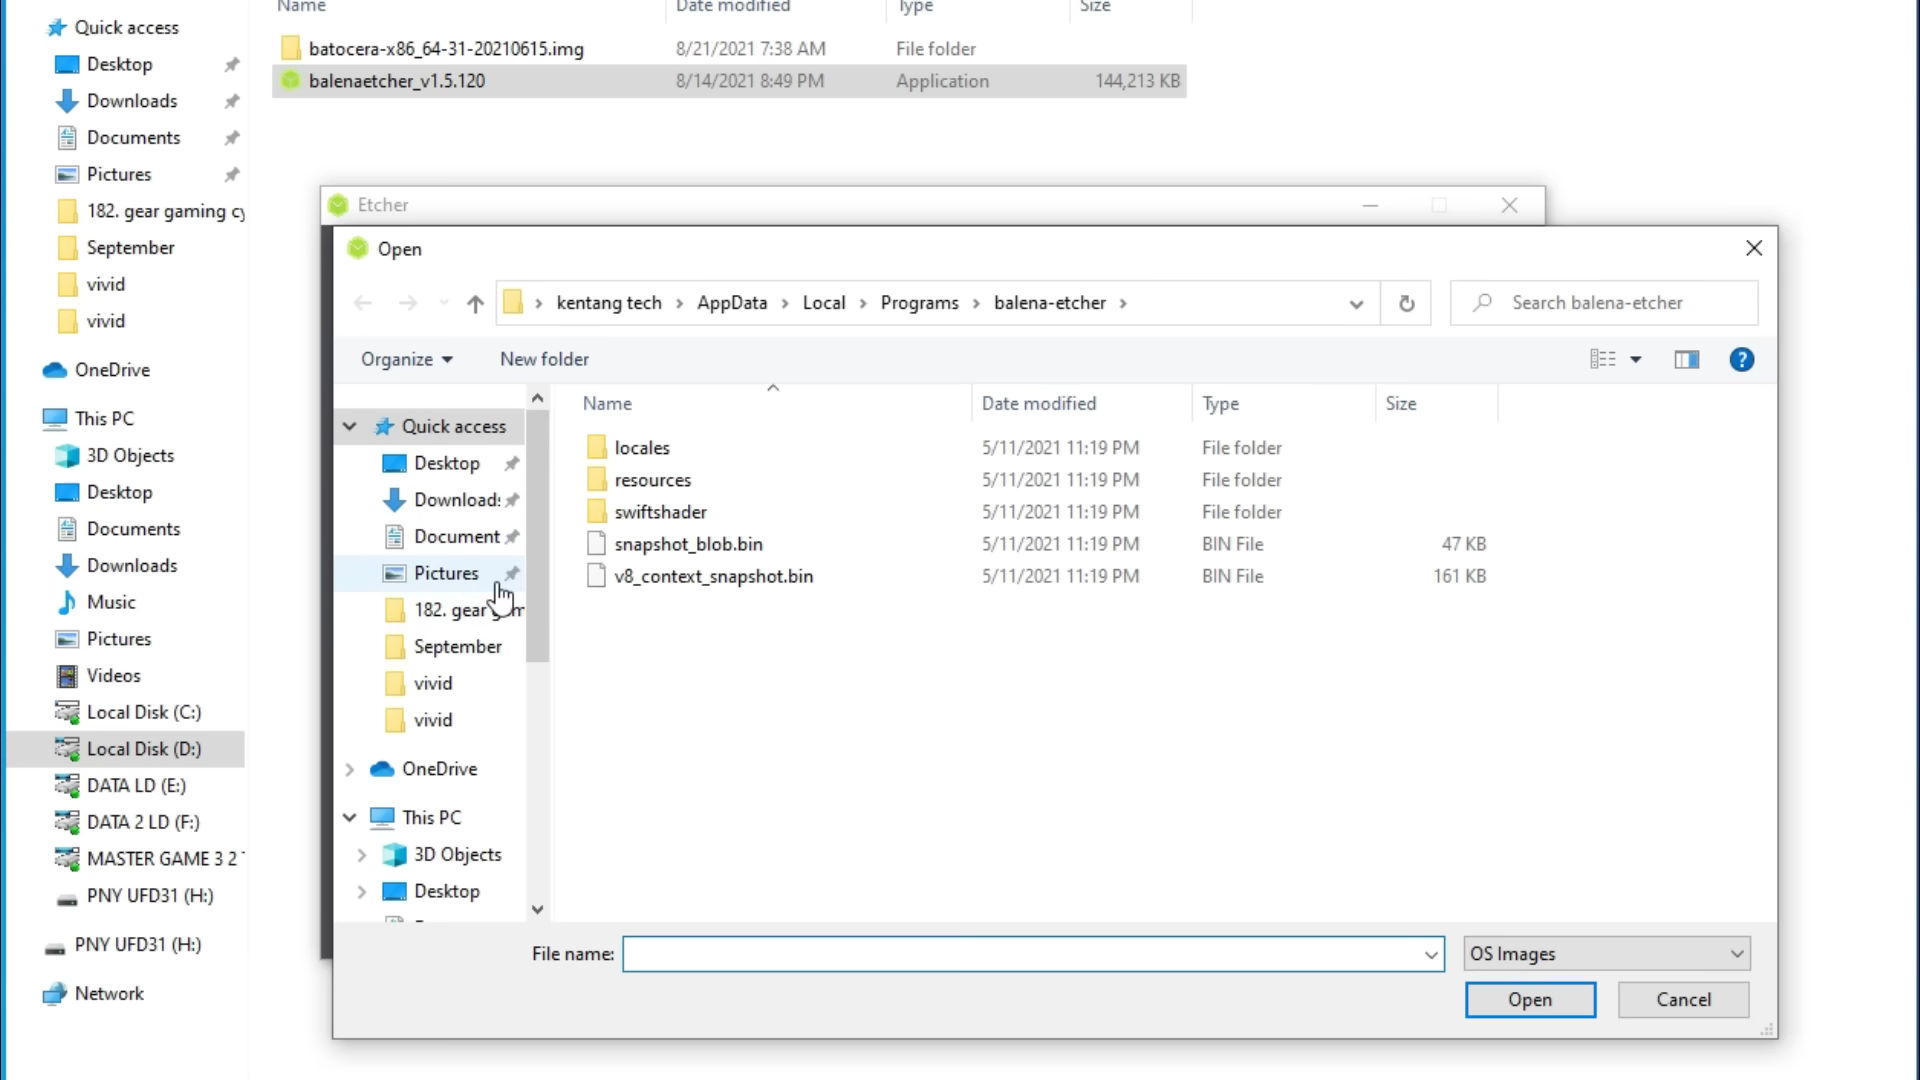 Name Date modified Type Size
batocera-x86_64-31-20210615.img 8/21/2021 7:38 AM File folder
balenaetcher_v1.5.120 8/14/2021 8:49 PM Application 144,213 KB
Quick access
Desktop
Downloads
Documents
Pictures
182. gear gaming cy
September
vivid
vivid
OneDrive
This PC
3D Objects
Desktop
Documents
Downloads
Music
Pictures
Videos
Local Disk (C:)
Local Disk (D:)
DATA LD (E:)
DATA 2 LD (F:)
MASTER GAME 3 2
PNY UFD31 (H:)
PNY UFD31 (H:)
Network
Etcher
Open
kentang tech AppData Local Programs balena-etcher
Search balena-etcher
Organize New folder
?
Quick access
Desktop
Download
Document
Pictures
182. gear
September
vivid
vivid
OneDrive
This PC
3D Objects
Desktop
Name Date modified Type Size
locales 5/11/2021 11:19 PM File folder
resources 5/11/2021 11:19 PM File folder
swiftshader 5/11/2021 11:19 PM File folder
snapshot_blob.bin 5/11/2021 11:19 PM BIN File 47 KB
v8_context_snapshot.bin 5/11/2021 11:19 PM BIN File 161 KB
File name: OS Images
Open Cancel